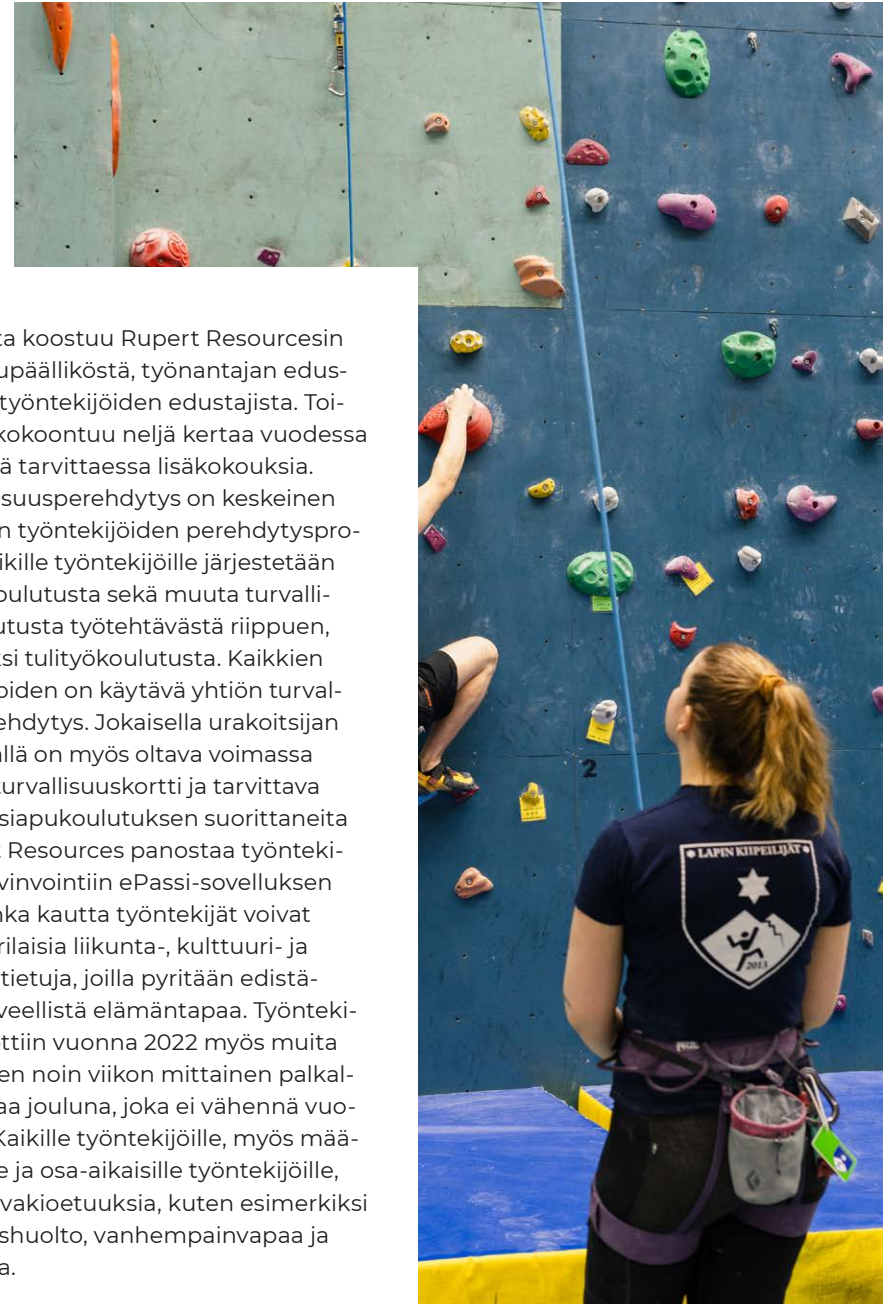 ta koostuu Rupert Resourcesin
upäälliköstä, työnantajan edus-
työntekijöiden edustajista. Toi-
kokoontuu neljä kertaa vuodessa
ä tarvittaessa lisäkokouksia.
suusperehdytys on keskeinen
n työntekijöiden perehdytyspro-
ikille työntekijöille järjestetään
oulutusta sekä muuta turvalli-
utusta työtehtävästä riippuen,
ksi tulityökoulutusta. Kaikkien
oiden on käytävä yhtiön turval-
ehdytys. Jokaisella urakoitsijan
llä on myös oltava voimassa
turvallisuuskortti ja tarvittava
siapukoulutuksen suorittaneita
t Resources panostaa työnteki-
vinvointiin ePassi-sovelluksen
nka kautta työntekijät voivat
rilaisia liikunta-, kulttuuri- ja
tietuja, joilla pyritään edistä-
veellistä elämäntapaa. Työnteki-
ttiin vuonna 2022 myös muita
en noin viikon mittainen palkal-
aa jouluna, joka ei vähennä vuo-
Kaikille työntekijöille, myös mää-
e ja osa-aikaisille työntekijöille,
vakioetuuksia, kuten esimerkiksi
shuolto, vanhempainvapaa ja
a.
2
LAPIN KIIPEILIJÄT
2013